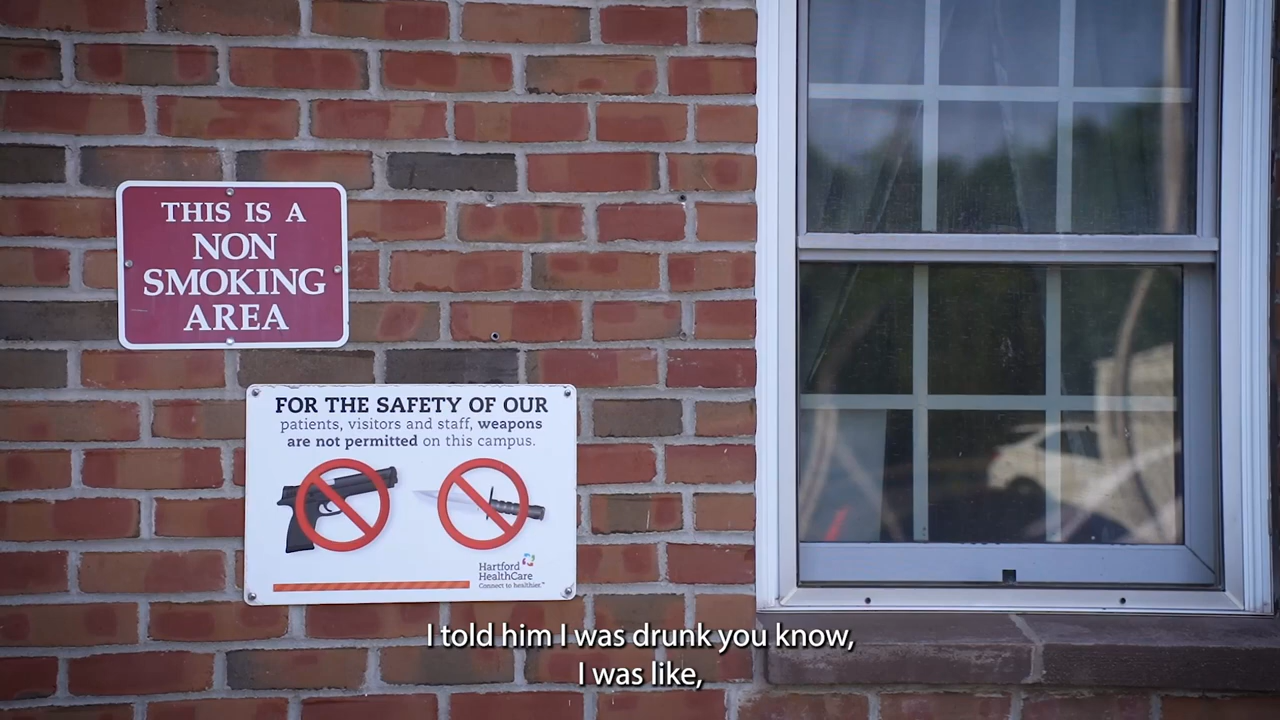 THIS IS A
NON
SMOKING
AREA
FOR THE SAFETY OF OUR
patients, visitors and staff, weapons
are not permitted on this campus.
Hartford
HealthCare
Connect to healthier.™
I told him I was drunk you know,
I was like,